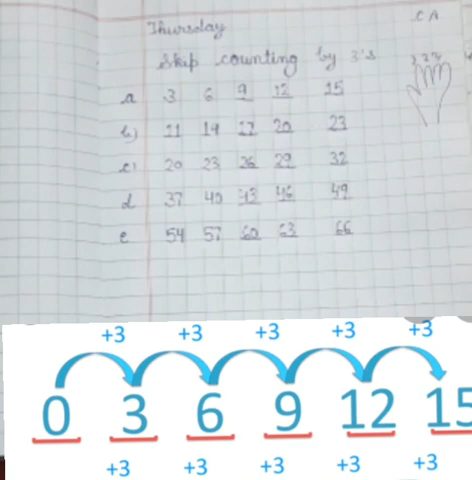 C A
Thursday
Skip counting by 3's
a 3 6 9 12 15
b) 11 14 17 20 23
c) 20 23 26 29 32
d 37 40 43 46 49
e 54 57 60 63 66
+3 +3 +3 +3 +3
0 3 6 9 12 15
+3 +3 +3 +3 +3